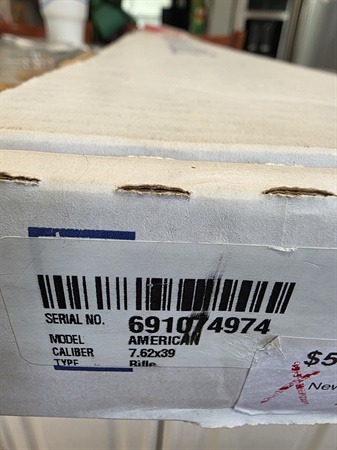 SERIAL NO. 691074974
MODEL AMERICAN
CALIBER 7.62x39
TYPE Rifle
$5
New